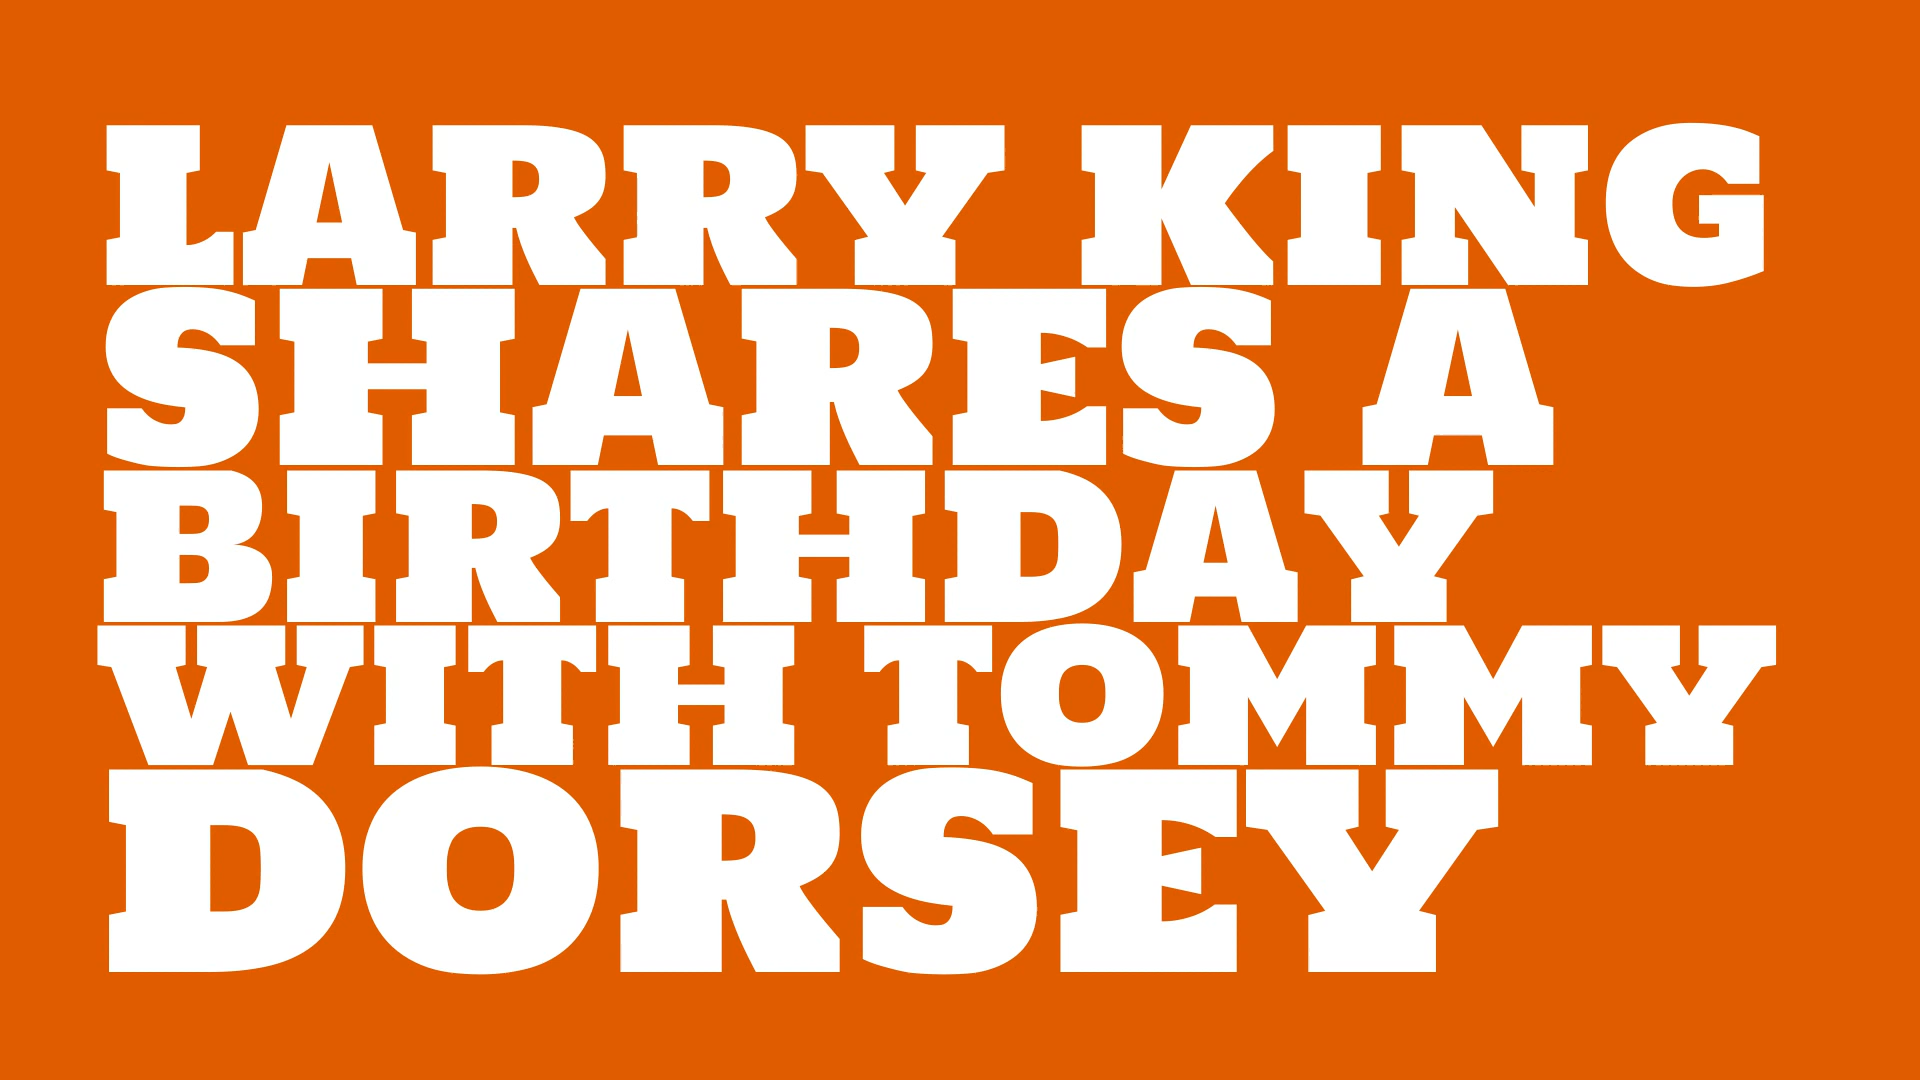 LARRY KING
SHARES A
BIRTHDAY
WITH TOMMY
DORSEY